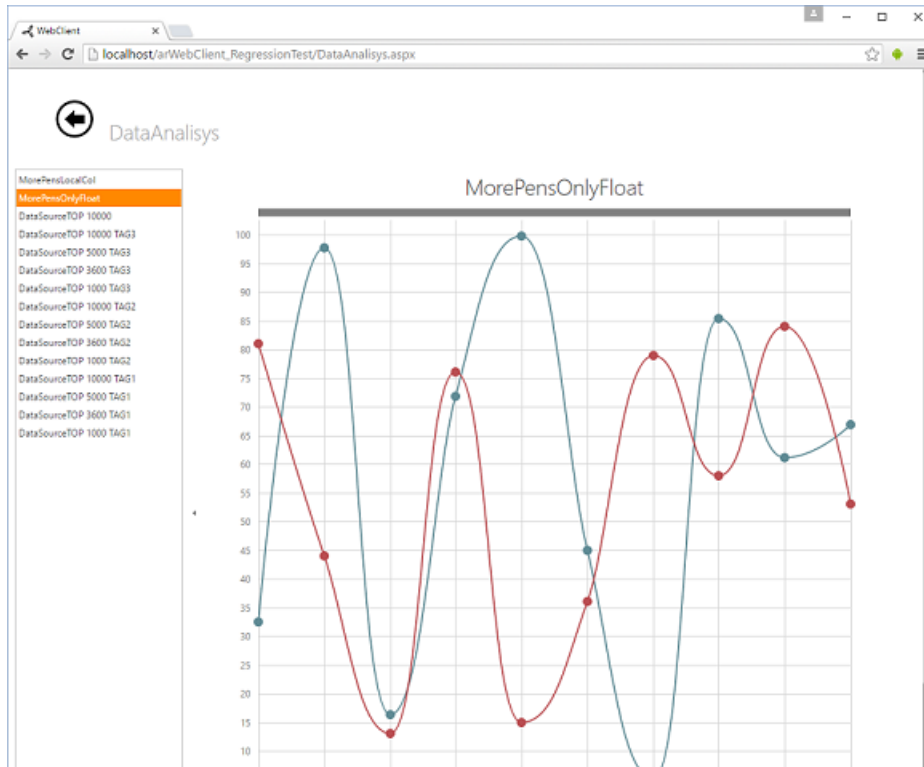 WebClient
localhost/arWebClient_RegressionTest/DataAnalisys.aspx
DataAnalisys
MorePensLocalCol
MorePensOnlyFloat
DataSourceTOP 10000
DataSourceTOP 10000 TAG3
DataSourceTOP 5000 TAG3
DataSourceTOP 3600 TAG3
DataSourceTOP 1000 TAG3
DataSourceTOP 10000 TAG2
DataSourceTOP 5000 TAG2
DataSourceTOP 3600 TAG2
DataSourceTOP 1000 TAG2
DataSourceTOP 10000 TAG1
DataSourceTOP 5000 TAG1
DataSourceTOP 3600 TAG1
DataSourceTOP 1000 TAG1
MorePensOnlyFloat
100
95
90
85
80
75
70
65
60
55
50
45
40
35
30
25
20
15
10